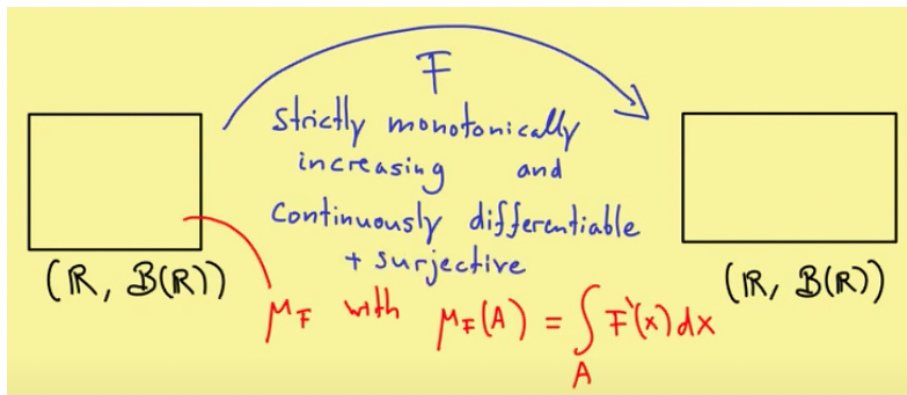 F
Strictly monotonically
increasing and
continuously differentiable
+ surjective
(ℝ, B(ℝ))
(ℝ, B(ℝ))
μ_F with μ_F(A) = ∫_A F'(x) dx